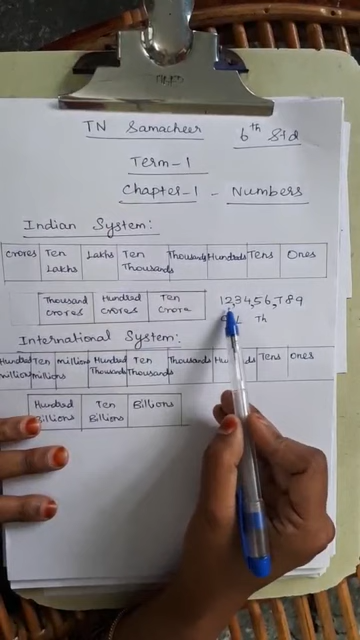 TN Samacheer 6th Std
Term-1
Chapter-1 - Numbers
Indian System:
crores Ten Lakhs Lakhs Ten Thousands Thousands Hundreds Tens Ones
Thousand crores Hundred crores Ten crore 12,34,56,789
Th
International System:
Hundred millions Ten millions millions Hundred Thousands Ten Thousands Thousands Tens Ones
Hundred Billions Ten Billions Billions